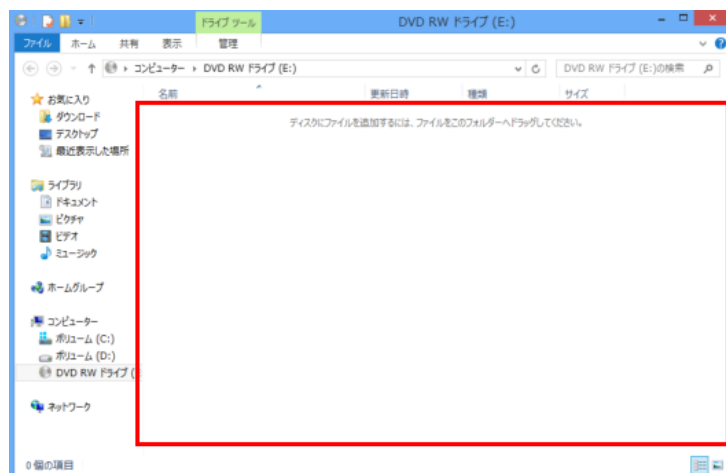 ドライブ ツール
DVD RW ドライブ (E:)
ファイル ホーム 共有 表示 管理
コンピューター DVD RW ドライブ (E:)
DVD RW ドライブ (E:)の検索
名前 更新日時 種類 サイズ
ディスクにファイルを追加するには、ファイルをこのフォルダーへドラッグしてください。
お気に入り
ダウンロード
デスクトップ
最近表示した場所
ライブラリ
ドキュメント
ピクチャ
ビデオ
ミュージック
ホームグループ
コンピューター
ボリューム (C:)
ボリューム (D:)
DVD RW ドライブ (
ネットワーク
0 個の項目